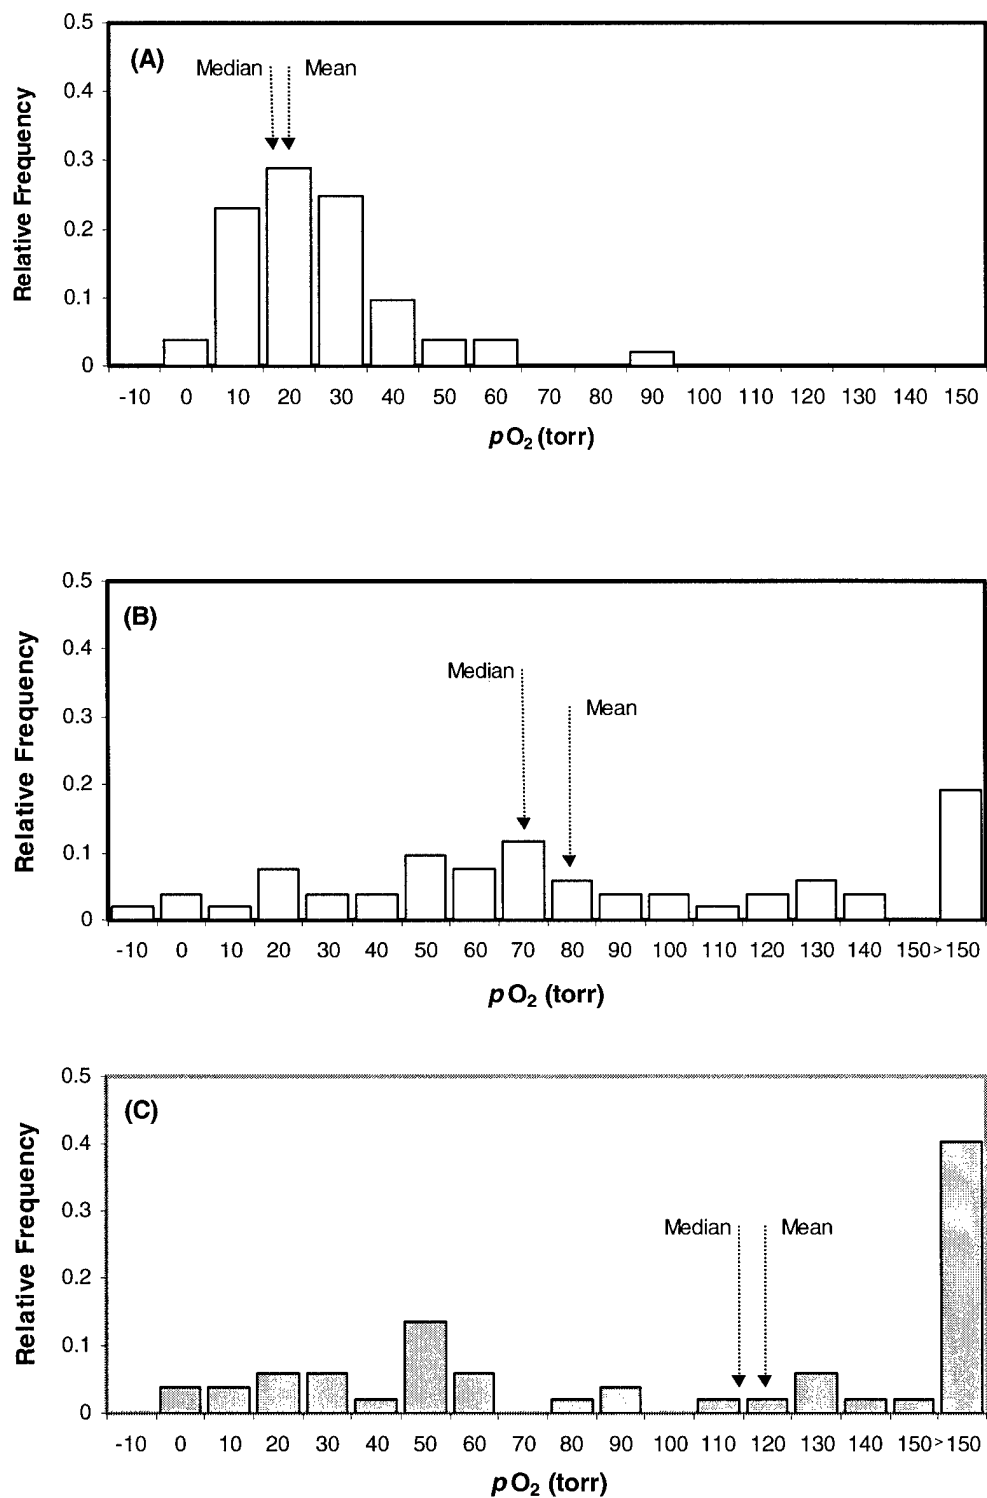 0.5
(A)
Median Mean
0.4
0.3
0.2
0.1
0
Relative Frequency
-10 0 10 20 30 40 50 60 70 80 90 100 110 120 130 140 150
pO2 (torr)
0.5
(B)
0.4
Median
Mean
0.3
0.2
0.1
0
Relative Frequency
-10 0 10 20 30 40 50 60 70 80 90 100 110 120 130 140 150 >150
pO2 (torr)
0.5
(C)
0.4
0.3
Median Mean
0.2
0.1
0
Relative Frequency
-10 0 10 20 30 40 50 60 70 80 90 100 110 120 130 140 150 >150
pO2 (torr)